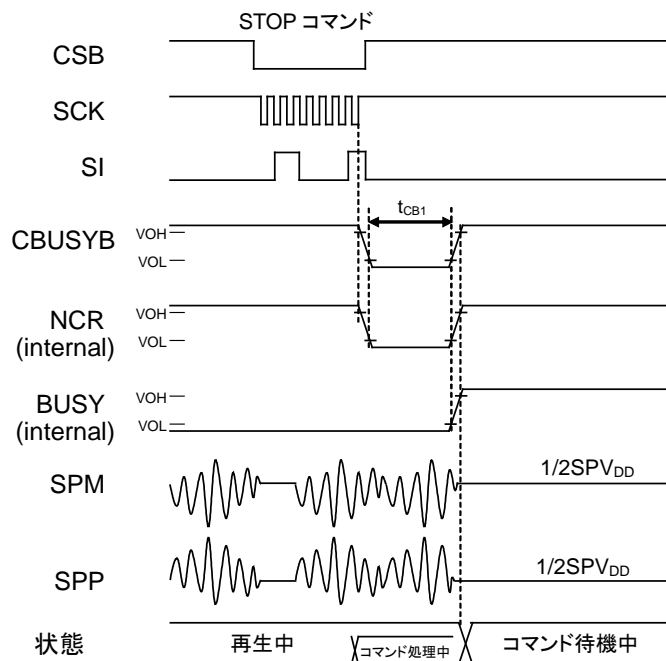 STOP コマンド
CSB
SCK
SI
tCB1
CBUSYB
VOH
VOL
NCR
(internal)
VOH
VOL
BUSY
(internal)
VOH
VOL
SPM
1/2SPVDD
SPP
1/2SPVDD
状態
再生中
コマンド処理中
コマンド待機中